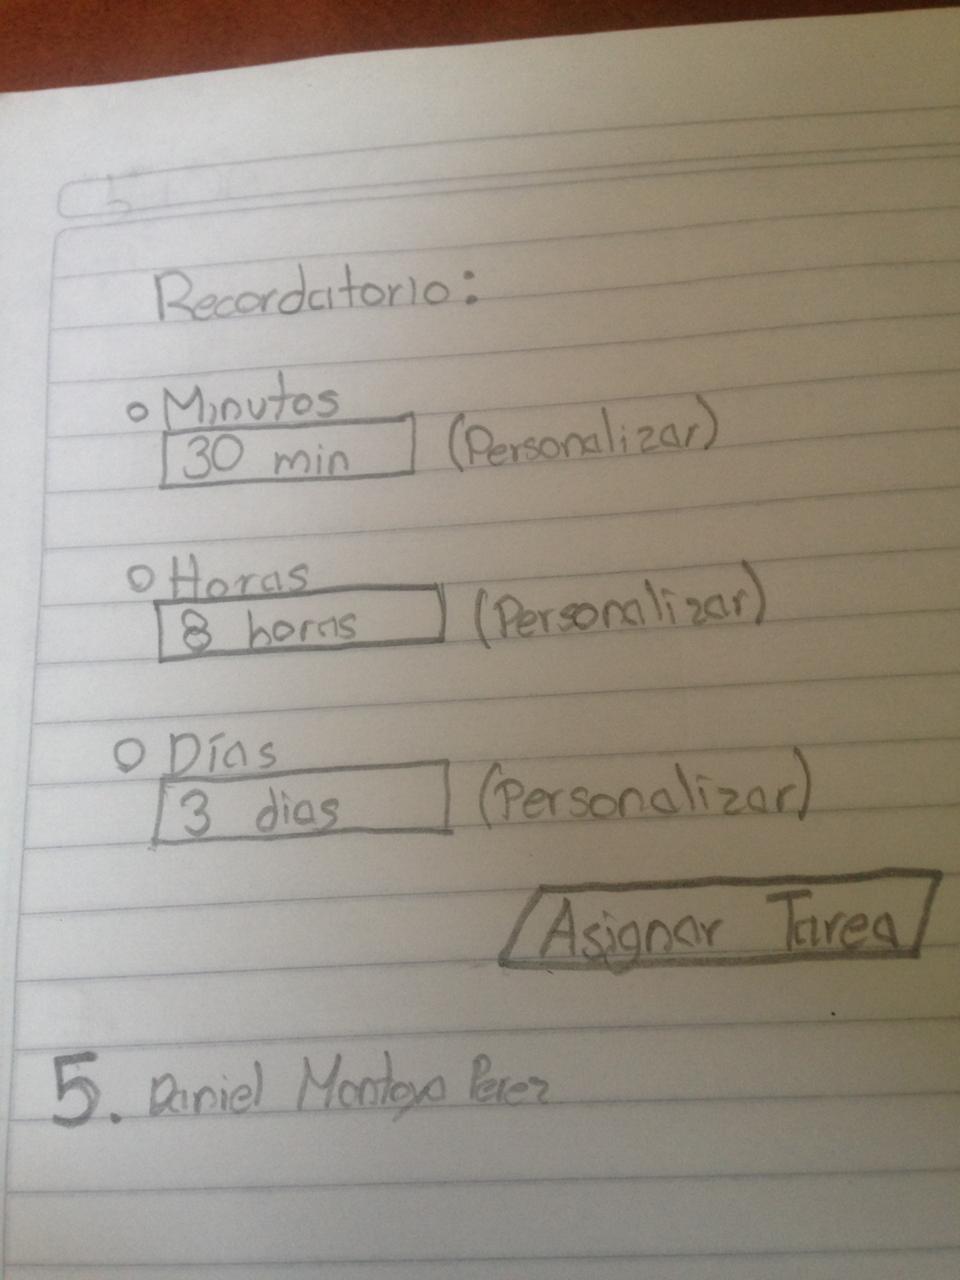 Recordatorio:
Minutos
30 min (Personalizar)
Horas
8 horas (Personalizar)
Días
3 dias (Personalizar)
Asignar Tarea
5. Daniel Montoya Perez